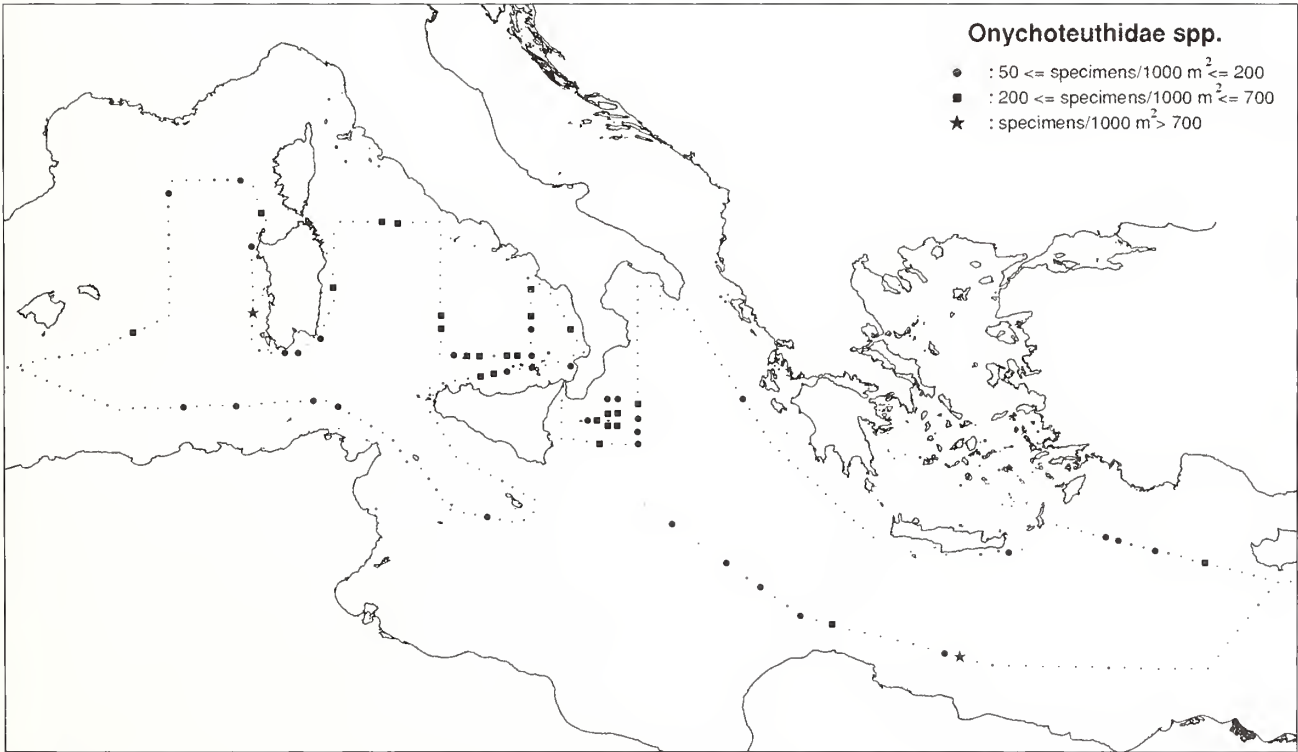 Onychoteuthidae spp.
● : 50 <= specimens/1000 m² <= 200
■ : 200 <= specimens/1000 m² <= 700
★ : specimens/1000 m² > 700